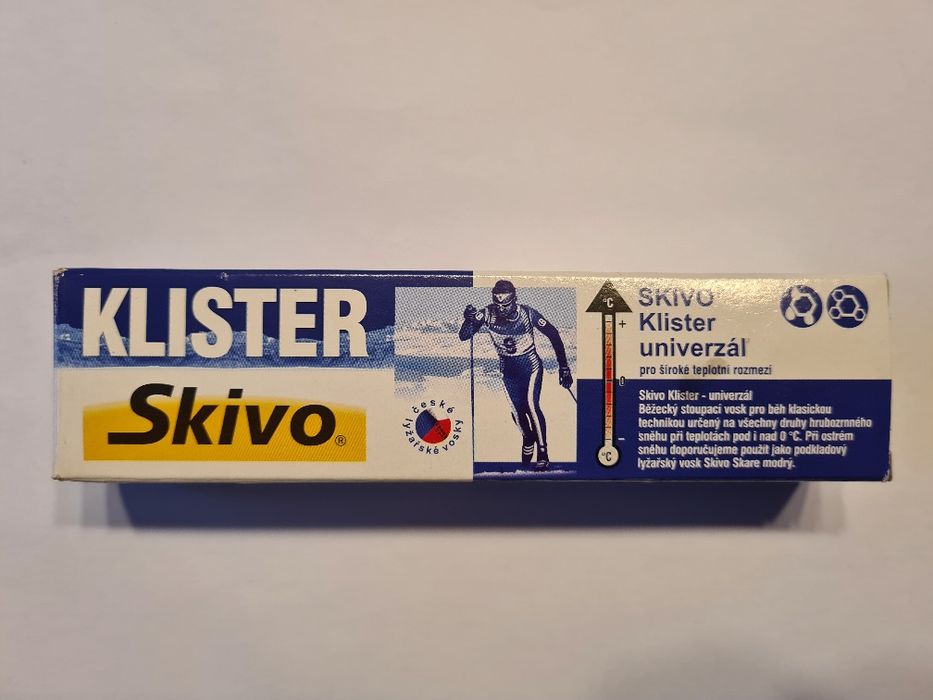 KLISTER
Skivo®
české
lyžařské vosky
°C
+
0
-
°C
SKIVO
Klister
univerzál
pro široké teplotní rozmezí
Skivo Klister - univerzál
Běžecký stoupací vosk pro běh klasickou
technikou určený na všechny druhy hrubozrnného
sněhu při teplotách pod i nad 0 °C. Při ostrém
sněhu doporučujeme použít jako podkladový
lyžařský vosk Skivo Skare modrý.